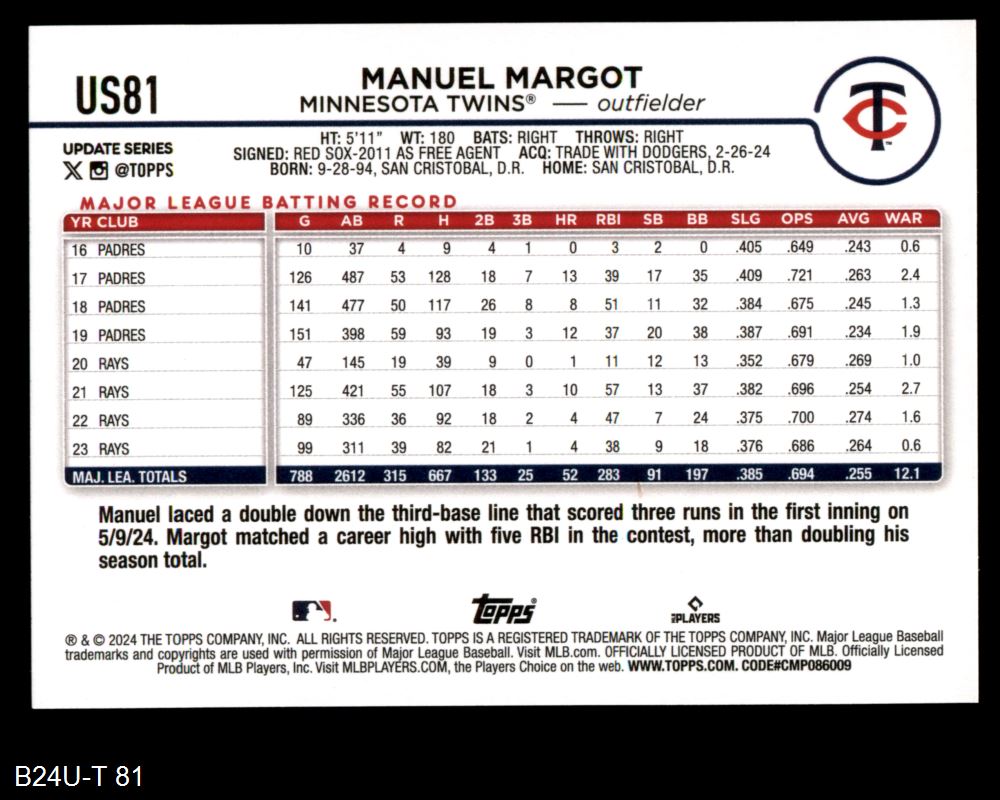 US81
MANUEL MARGOT
MINNESOTA TWINS® — outfielder
TC
UPDATE SERIES
@TOPPS
HT: 5'11" WT: 180 BATS: RIGHT THROWS: RIGHT
SIGNED: RED SOX-2011 AS FREE AGENT ACQ: TRADE WITH DODGERS, 2-26-24
BORN: 9-28-94, SAN CRISTOBAL, D.R. HOME: SAN CRISTOBAL, D.R.
MAJOR LEAGUE BATTING RECORD
YR CLUB G AB R H 2B 3B HR RBI SB BB SLG OPS AVG WAR
16 PADRES 10 37 4 9 4 1 0 3 2 0 .405 .649 .243 0.6
17 PADRES 126 487 53 128 18 7 13 39 17 35 .409 .721 .263 2.4
18 PADRES 141 477 50 117 26 8 8 51 11 32 .384 .675 .245 1.3
19 PADRES 151 398 59 93 19 3 12 37 20 38 .387 .691 .234 1.9
20 RAYS 47 145 19 39 9 0 1 11 12 13 .352 .679 .269 1.0
21 RAYS 125 421 55 107 18 3 10 57 13 37 .382 .696 .254 2.7
22 RAYS 89 336 36 92 18 2 4 47 7 24 .375 .700 .274 1.6
23 RAYS 99 311 39 82 21 1 4 38 9 18 .376 .686 .264 0.6
MAJ. LEA. TOTALS 788 2612 315 667 133 25 52 283 91 197 .385 .694 .255 12.1
Manuel laced a double down the third-base line that scored three runs in the first inning on
5/9/24. Margot matched a career high with five RBI in the contest, more than doubling his
season total.
Topps®
MLBPLAYERS
® & © 2024 THE TOPPS COMPANY, INC. ALL RIGHTS RESERVED. TOPPS IS A REGISTERED TRADEMARK OF THE TOPPS COMPANY, INC. Major League Baseball
trademarks and copyrights are used with permission of Major League Baseball. Visit MLB.com. OFFICIALLY LICENSED PRODUCT OF MLB. Officially Licensed
Product of MLB Players, Inc. Visit MLBPLAYERS.COM, the Players Choice on the web. WWW.TOPPS.COM. CODE#CMP086009
B24U-T 81